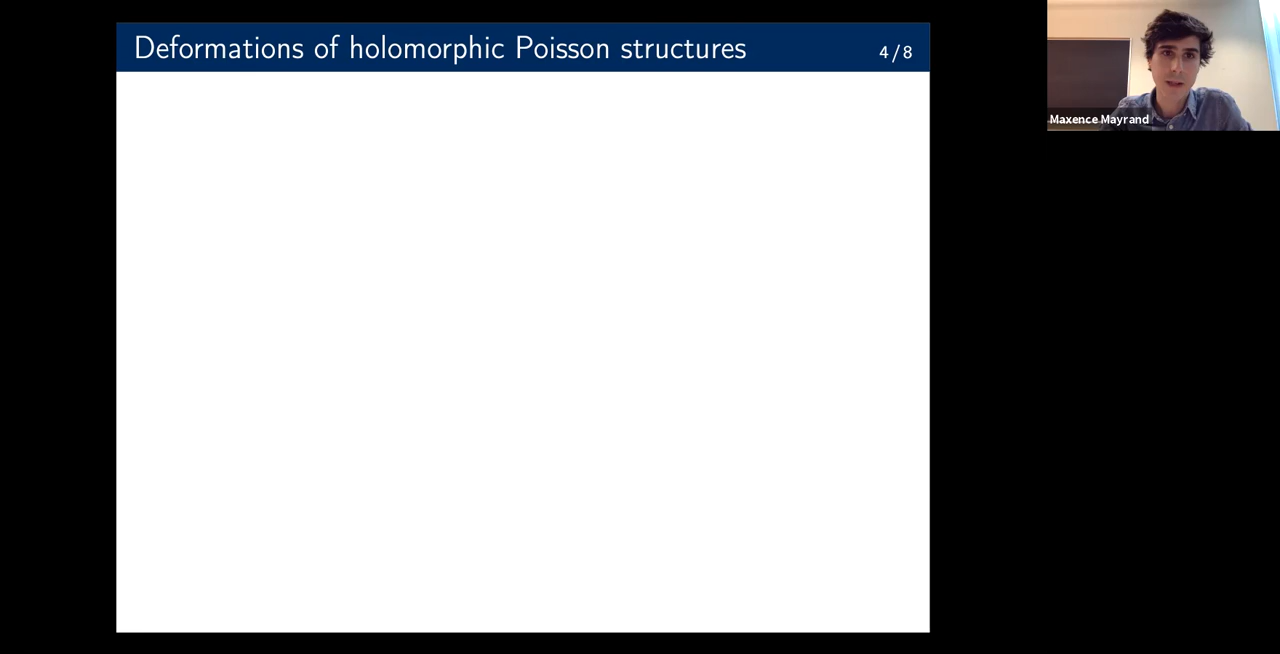 Deformations of holomorphic Poisson structures 4/8
Maxence Mayrand